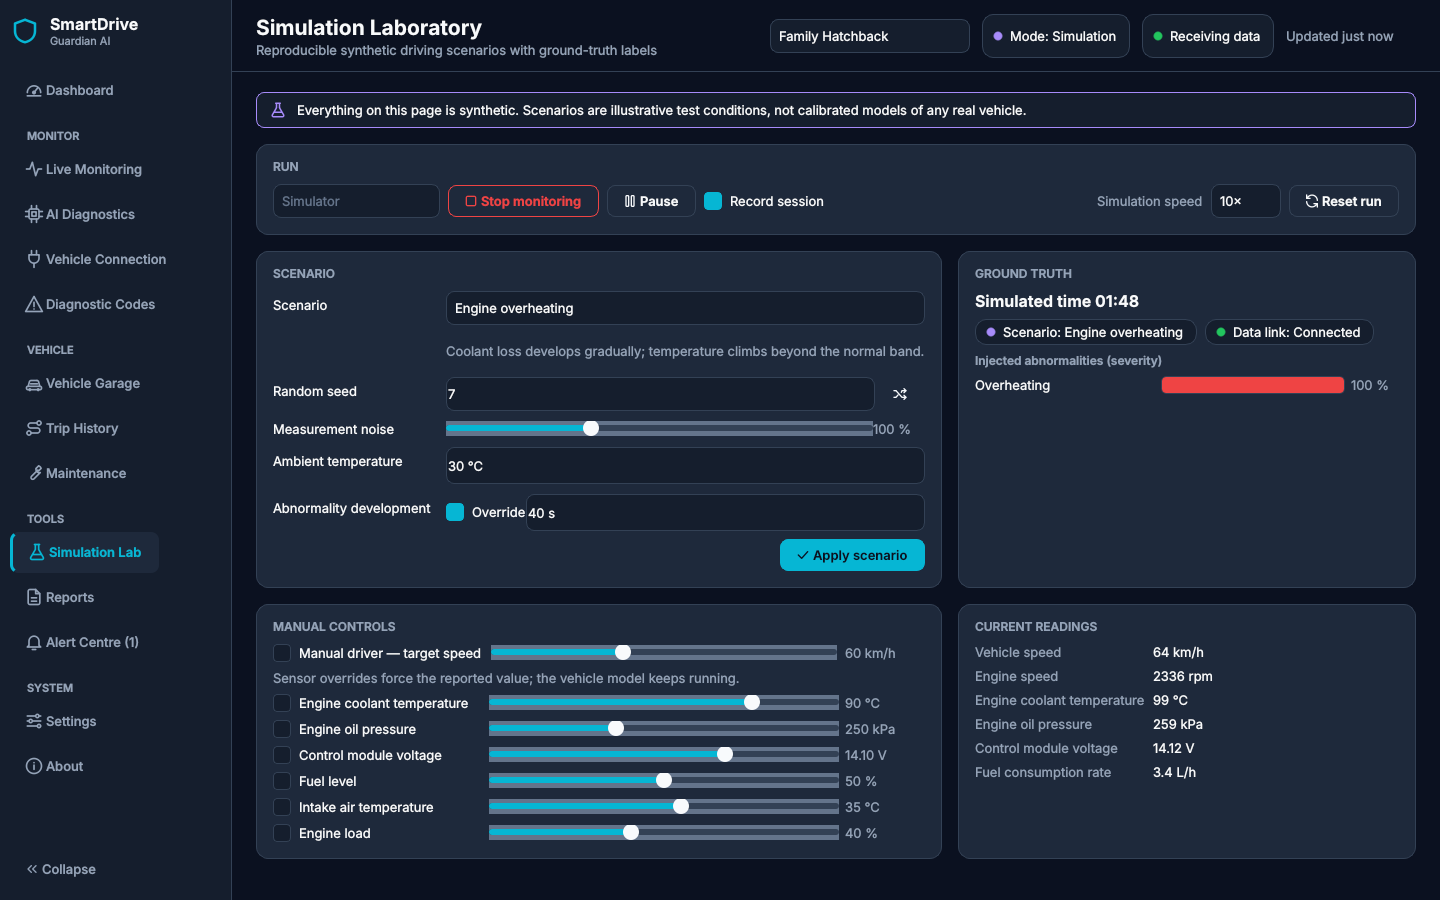 SmartDrive
Guardian AI
Dashboard
MONITOR
Live Monitoring
AI Diagnostics
Vehicle Connection
Diagnostic Codes
VEHICLE
Vehicle Garage
Trip History
Maintenance
TOOLS
Simulation Lab
Reports
Alert Centre (1)
SYSTEM
Settings
About
Collapse
Simulation Laboratory
Reproducible synthetic driving scenarios with ground-truth labels
Family Hatchback
Mode: Simulation
Receiving data
Updated just now
Everything on this page is synthetic. Scenarios are illustrative test conditions, not calibrated models of any real vehicle.
RUN
Simulator
Stop monitoring
Pause
Record session
Simulation speed
10×
Reset run
SCENARIO
Scenario
Engine overheating
Coolant loss develops gradually; temperature climbs beyond the normal band.
Random seed
7
Measurement noise
100 %
Ambient temperature
30 °C
Abnormality development
Override
40 s
Apply scenario
GROUND TRUTH
Simulated time 01:48
Scenario: Engine overheating
Data link: Connected
Injected abnormalities (severity)
Overheating
100 %
MANUAL CONTROLS
Manual driver — target speed
60 km/h
Sensor overrides force the reported value; the vehicle model keeps running.
Engine coolant temperature
90 °C
Engine oil pressure
250 kPa
Control module voltage
14.10 V
Fuel level
50 %
Intake air temperature
35 °C
Engine load
40 %
CURRENT READINGS
Vehicle speed
64 km/h
Engine speed
2336 rpm
Engine coolant temperature
99 °C
Engine oil pressure
259 kPa
Control module voltage
14.12 V
Fuel consumption rate
3.4 L/h